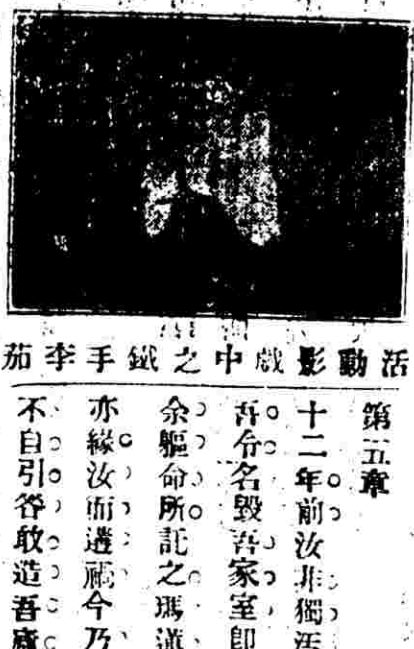 活動影戲中之鐵手李茄
第五章
十二年前汝非獨活
吾令名毀吾家室即
余軀命所託之瑪
亦緣汝而遘禍今乃
不自引咎敢造吾